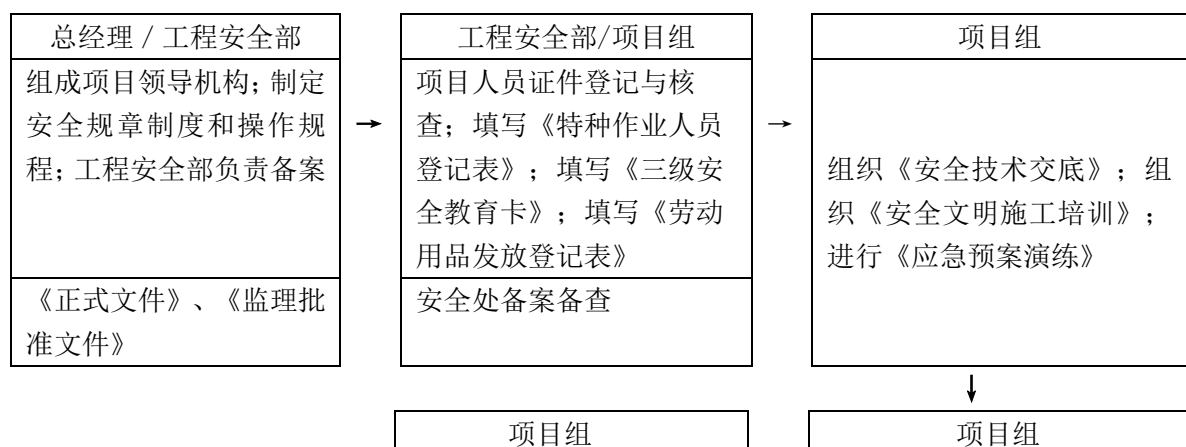 总经理 / 工程安全部
组成项目领导机构；制定
安全规章制度和操作规
程；工程安全部负责备案
《正式文件》、《监理批
准文件》
工程安全部/项目组
项目人员证件登记与核
查；填写《特种作业人员
登记表》；填写《三级安
全教育卡》；填写《劳动
用品发放登记表》
安全处备案备查
项目组
组织《安全技术交底》；组
织《安全文明施工培训》；
进行《应急预案演练》
项目组
项目组